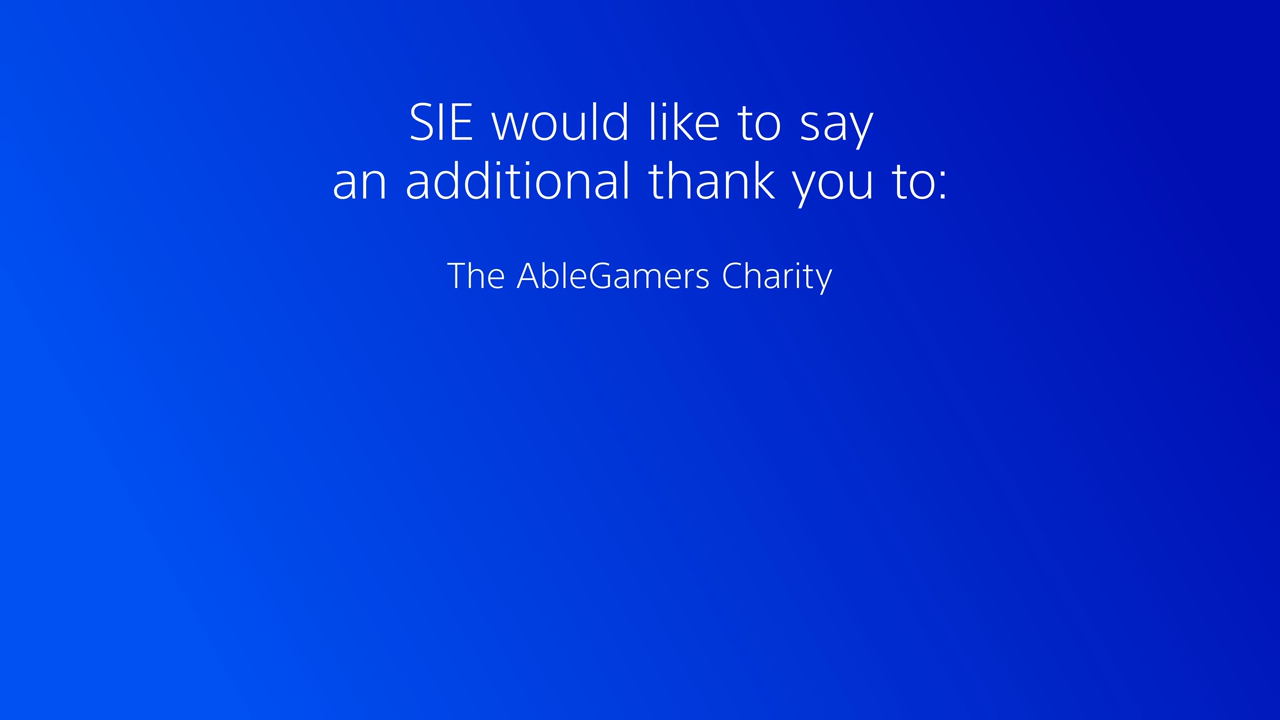 SIE would like to say
an additional thank you to:
The AbleGamers Charity